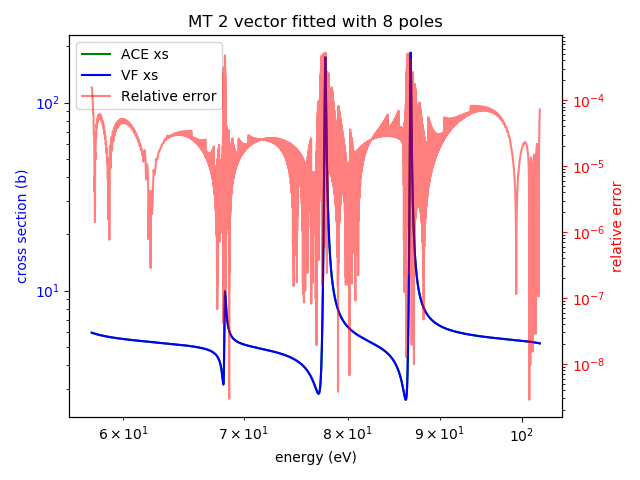 MT 2 vector fitted with 8 poles
ACE xs
VF xs
Relative error
cross section (b)
10²
10¹
relative error
10⁻⁴
10⁻⁵
10⁻⁶
10⁻⁷
10⁻⁸
6 × 10¹ 7 × 10¹ 8 × 10¹ 9 × 10¹ 10²
energy (eV)